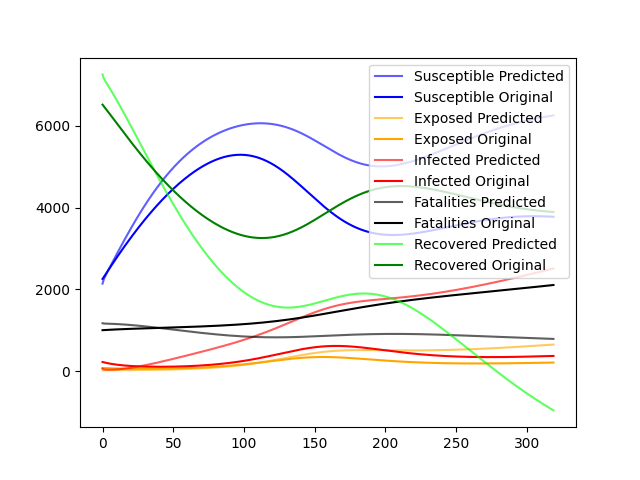 Susceptible Predicted
Susceptible Original
Exposed Predicted
Exposed Original
Infected Predicted
Infected Original
Fatalities Predicted
Fatalities Original
Recovered Predicted
Recovered Original
6000
4000
2000
0
0 50 100 150 200 250 300